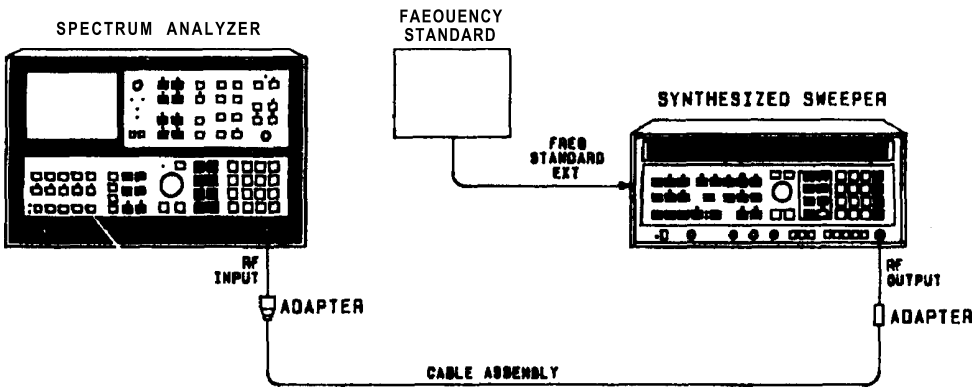 SPECTRUM ANALYZER
FAEOUENCY
STANDARD
SYNTHESIZED SWEEPER
FREQ
STANDARD
EXT
RF
INPUT
RF
OUTPUT
ADAPTER
ADAPTER
CABLE ASSEMBLY